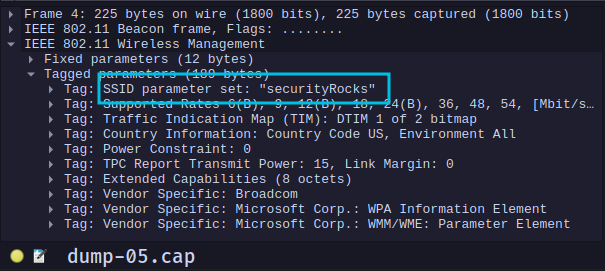 Frame 4: 225 bytes on wire (1800 bits), 225 bytes captured (1800 bits)
IEEE 802.11 Beacon frame, Flags: ........
IEEE 802.11 Wireless Management
Fixed parameters (12 bytes)
Tagged parameters (189 bytes)
Tag: SSID parameter set: "securityRocks"
Tag: Supported Rates 6(B), 9, 12(B), 18, 24(B), 36, 48, 54, [Mbit/s…
Tag: Traffic Indication Map (TIM): DTIM 1 of 2 bitmap
Tag: Country Information: Country Code US, Environment All
Tag: Power Constraint: 0
Tag: TPC Report Transmit Power: 15, Link Margin: 0
Tag: Extended Capabilities (8 octets)
Tag: Vendor Specific: Broadcom
Tag: Vendor Specific: Microsoft Corp.: WPA Information Element
Tag: Vendor Specific: Microsoft Corp.: WMM/WME: Parameter Element
dump-05.cap